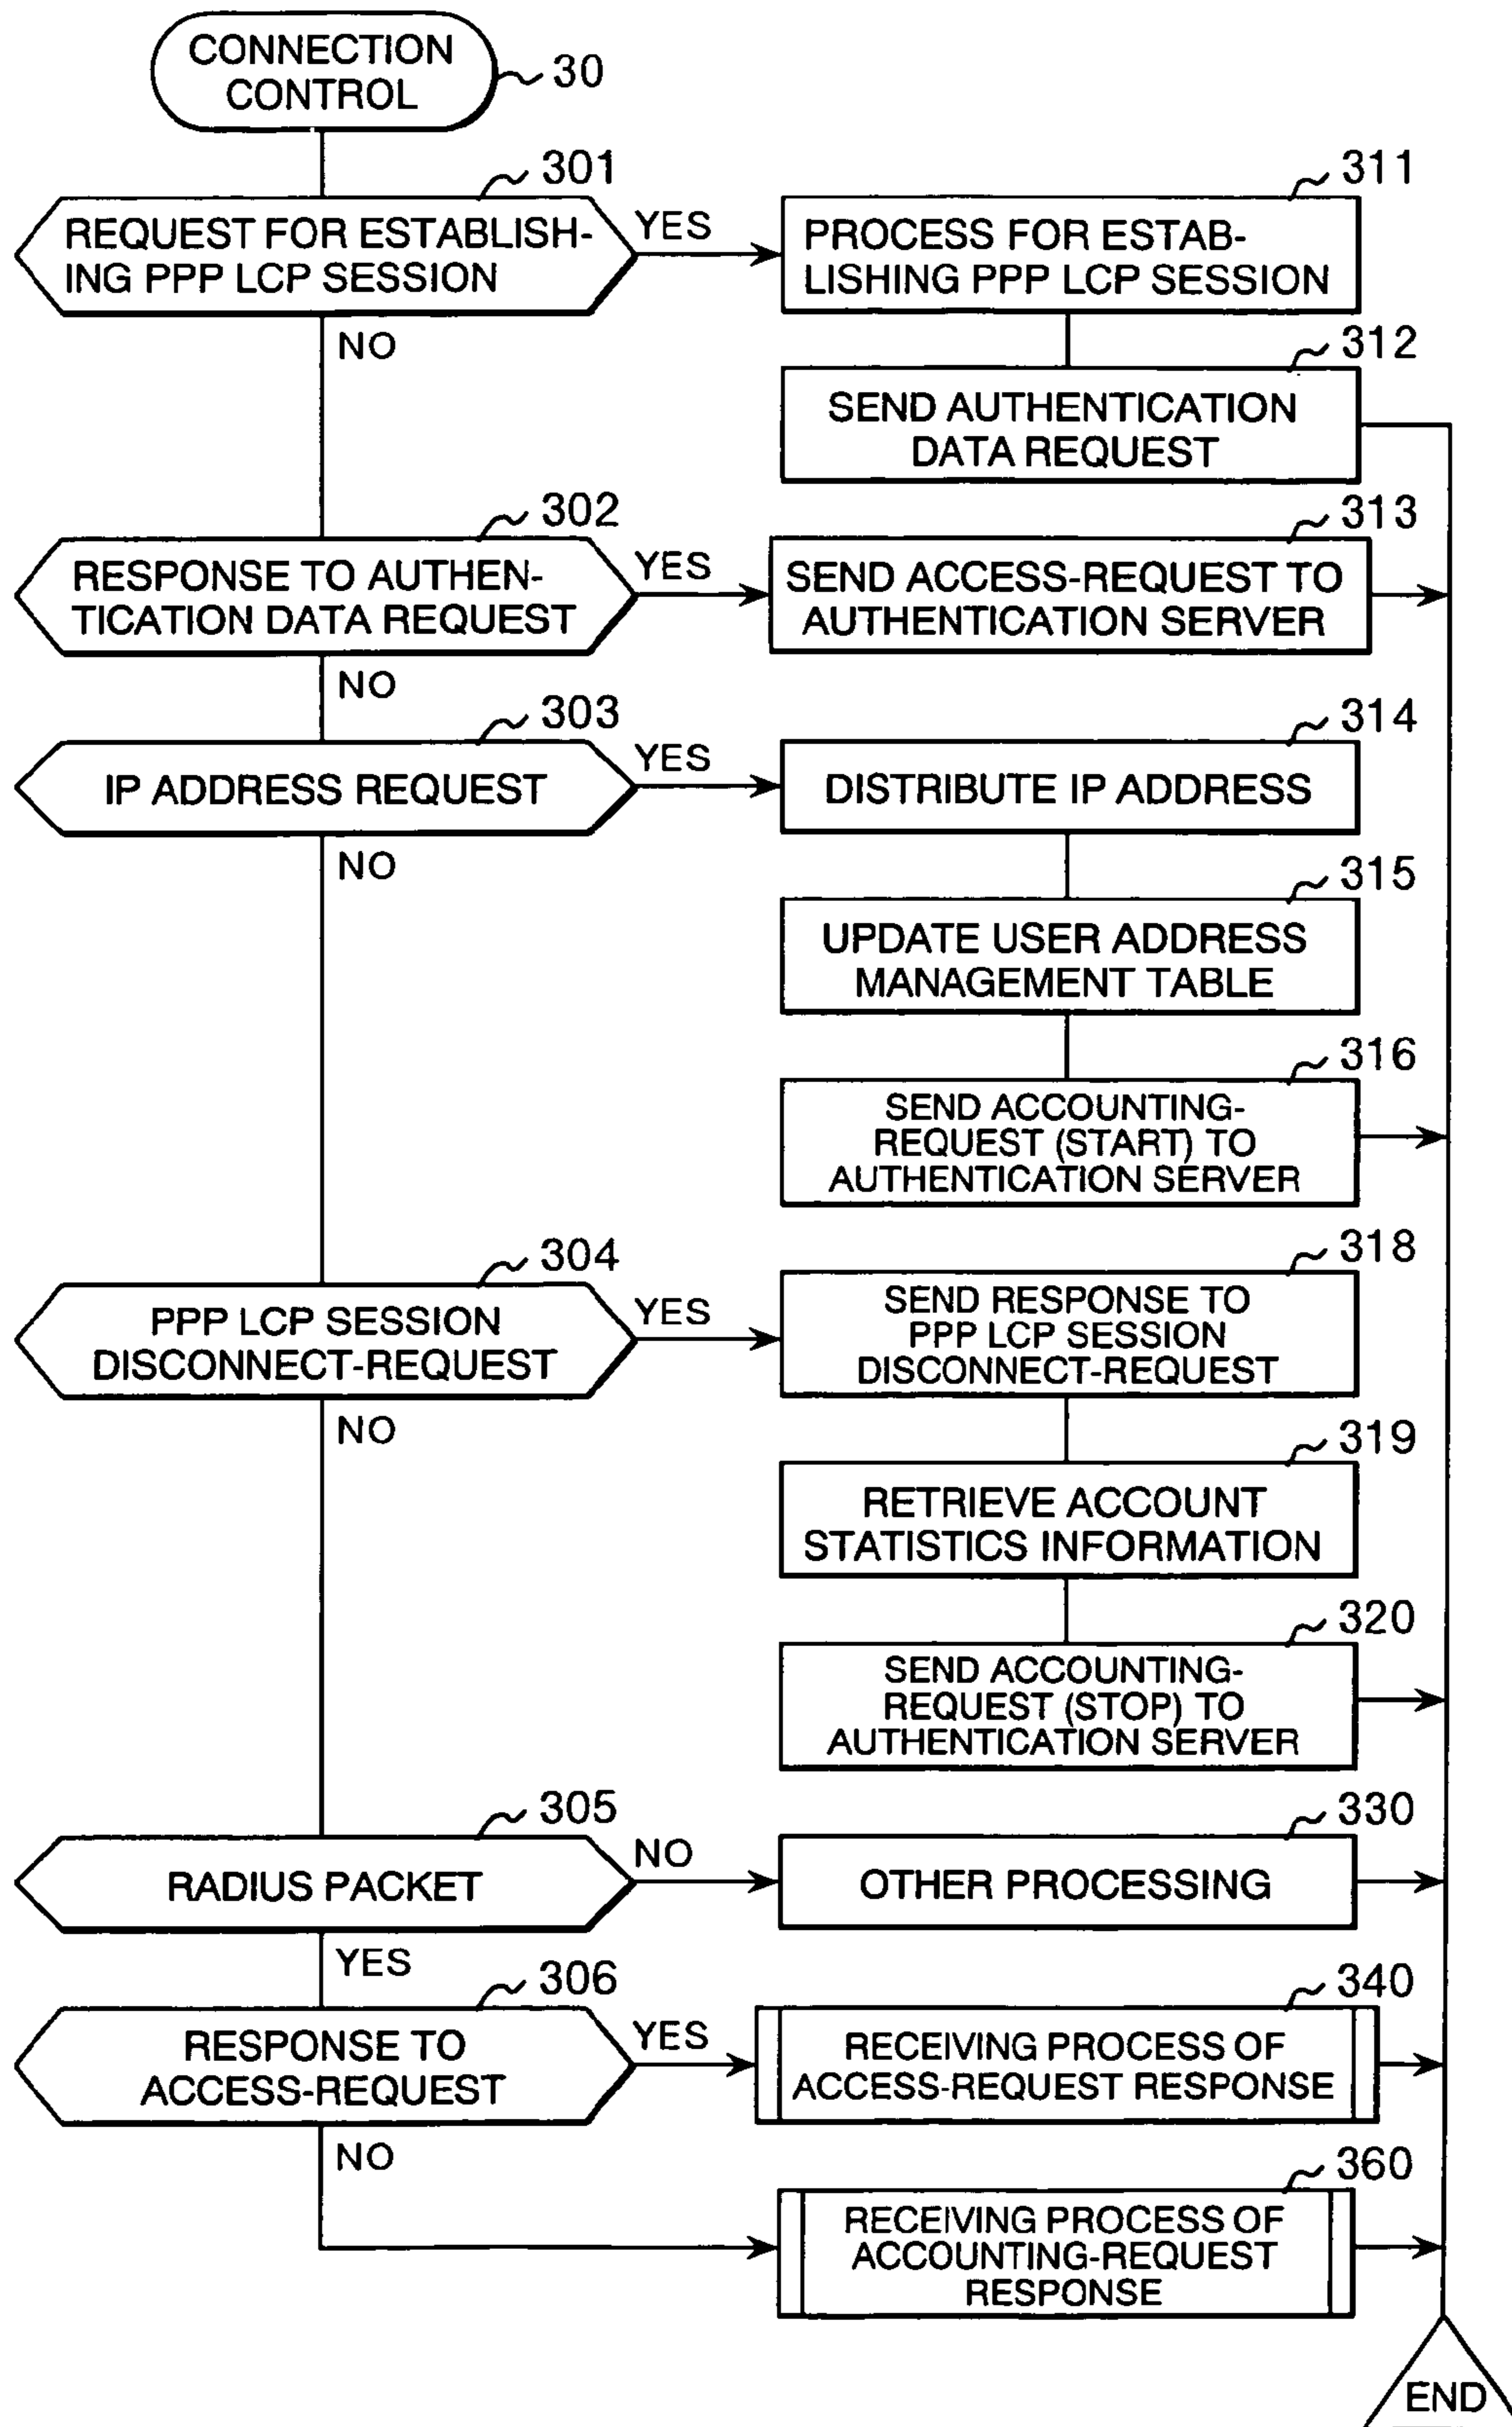 CONNECTION
CONTROL
30
301
REQUEST FOR ESTABLISH-
ING PPP LCP SESSION
YES
NO
311
PROCESS FOR ESTAB-
LISHING PPP LCP SESSION
312
SEND AUTHENTICATION
DATA REQUEST
302
RESPONSE TO AUTHEN-
TICATION DATA REQUEST
YES
NO
313
SEND ACCESS-REQUEST TO
AUTHENTICATION SERVER
303
IP ADDRESS REQUEST
YES
NO
314
DISTRIBUTE IP ADDRESS
315
UPDATE USER ADDRESS
MANAGEMENT TABLE
316
SEND ACCOUNTING-
REQUEST (START) TO
AUTHENTICATION SERVER
304
PPP LCP SESSION
DISCONNECT-REQUEST
YES
NO
318
SEND RESPONSE TO
PPP LCP SESSION
DISCONNECT-REQUEST
319
RETRIEVE ACCOUNT
STATISTICS INFORMATION
320
SEND ACCOUNTING-
REQUEST (STOP) TO
AUTHENTICATION SERVER
305
RADIUS PACKET
NO
YES
330
OTHER PROCESSING
306
RESPONSE TO
ACCESS-REQUEST
YES
NO
340
RECEIVING PROCESS OF
ACCESS-REQUEST RESPONSE
360
RECEIVING PROCESS OF
ACCOUNTING-REQUEST
RESPONSE
END